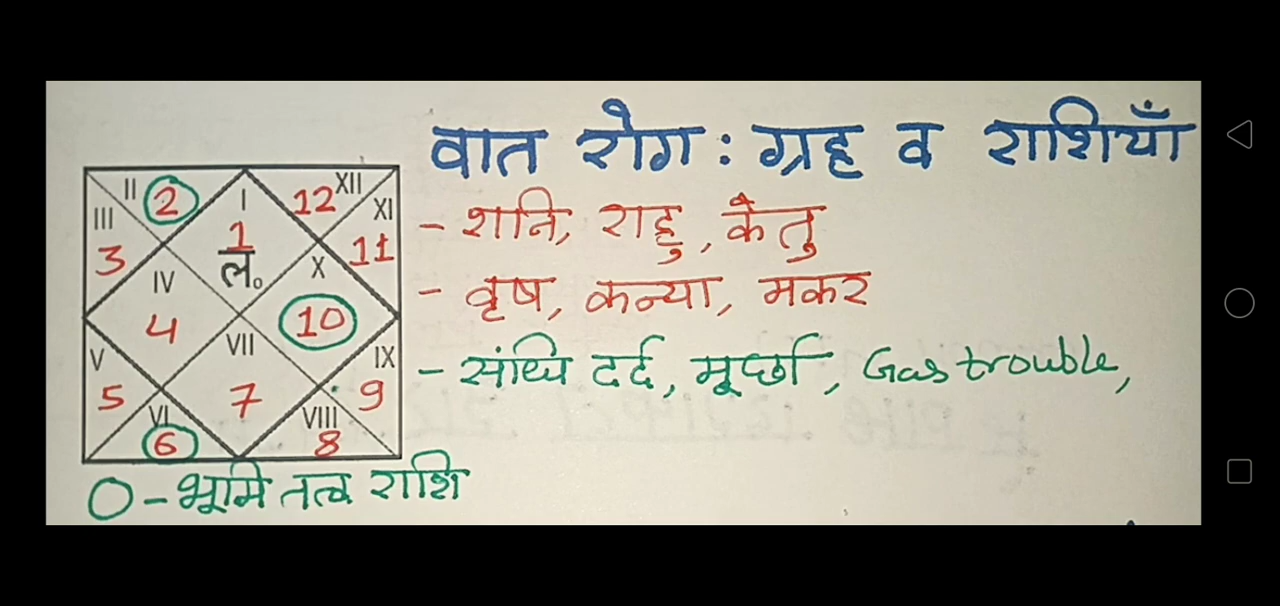 वात रोग : ग्रह व राशियाँ
- शनि, राहु, केतु
- वृष, कन्या, मकर
- संधि दर्द, मूर्छा, Gas trouble,
II 2 I 12 XII
III XI
3 1 11
ल०
IV X
4 10
VII
V IX
5 7 9
VI VIII
6 8
O - भूमि तत्व राशि